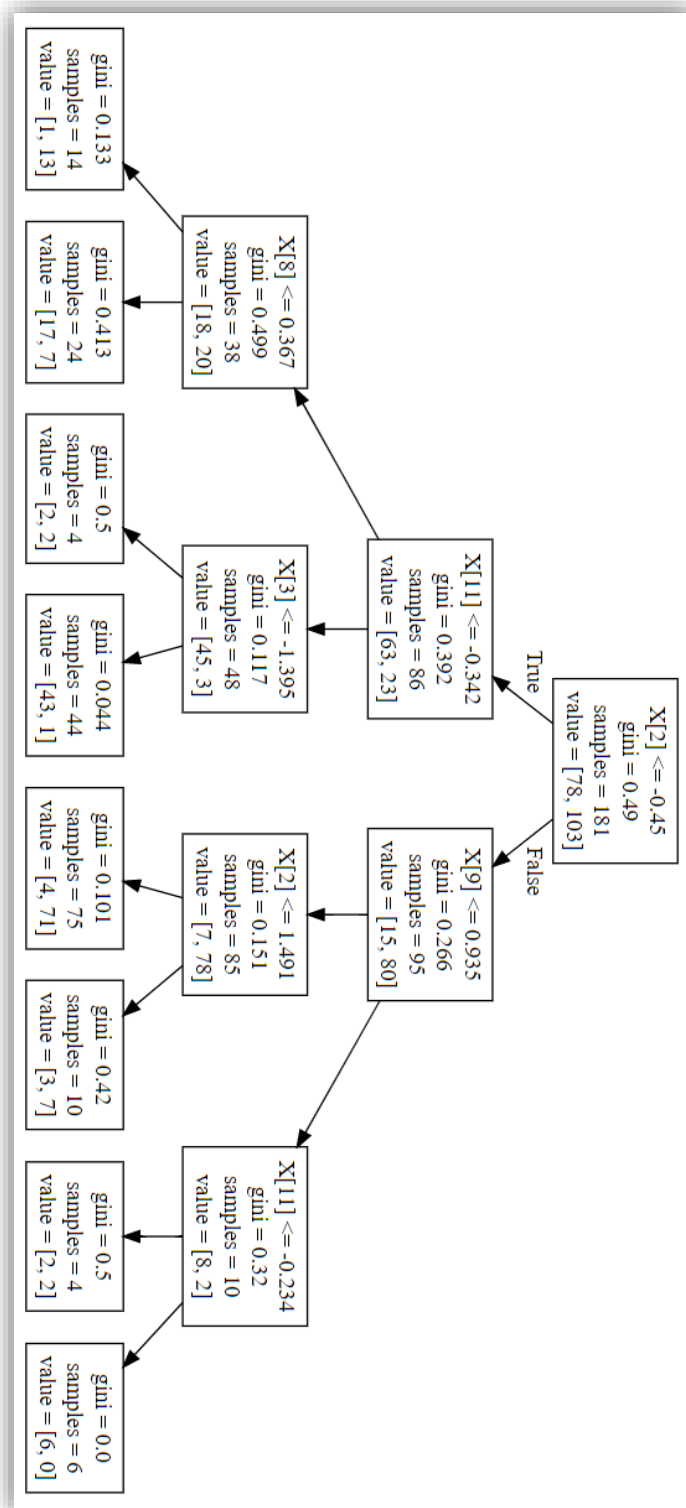 X[2] <= -0.45
gini = 0.49
samples = 181
value = [78, 103]
True
False
X[11] <= -0.342
gini = 0.392
samples = 86
value = [63, 23]
X[9] <= 0.935
gini = 0.266
samples = 95
value = [15, 80]
X[8] <= 0.367
gini = 0.499
samples = 38
value = [18, 20]
X[3] <= -1.395
gini = 0.117
samples = 48
value = [45, 3]
X[2] <= 1.491
gini = 0.151
samples = 85
value = [7, 78]
X[11] <= -0.234
gini = 0.32
samples = 10
value = [8, 2]
gini = 0.133
samples = 14
value = [1, 13]
gini = 0.413
samples = 24
value = [17, 7]
gini = 0.5
samples = 4
value = [2, 2]
gini = 0.044
samples = 44
value = [43, 1]
gini = 0.101
samples = 75
value = [4, 71]
gini = 0.42
samples = 10
value = [3, 7]
gini = 0.5
samples = 4
value = [2, 2]
gini = 0.0
samples = 6
value = [6, 0]